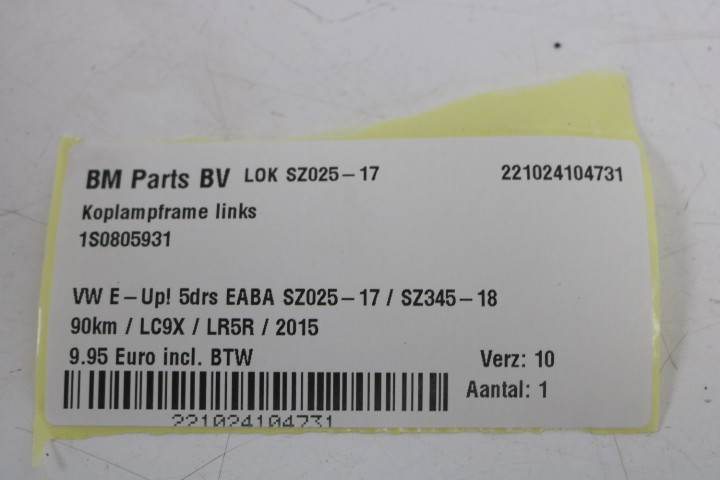 BM Parts BV LOK SZ025-17 221024104731
Koplampframe links
1S0805931
VW E-Up! 5drs EABA SZ025-17 / SZ345-18
90km / LC9X / LR5R / 2015
9.95 Euro incl. BTW Verz: 10
Aantal: 1
221024104731